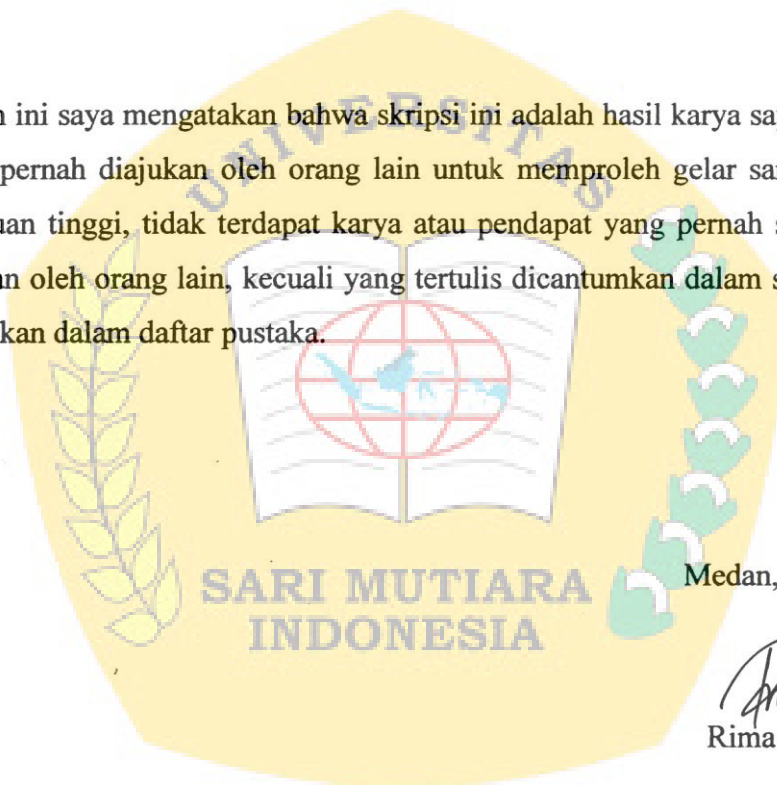 n ini saya mengatakan bahwa skripsi ini adalah hasil karya sa
pernah diajukan oleh orang lain untuk memproleh gelar sar
uan tinggi, tidak terdapat karya atau pendapat yang pernah
n oleh orang lain, kecuali yang tertulis dicantumkan dalam s
kan dalam daftar pustaka.
UNIVERSITAS
SARI MUTIARA
INDONESIA
Medan,
Rima